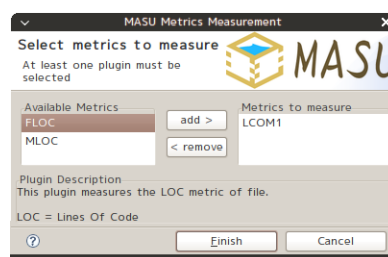 MASU Metrics Measurement
Select metrics to measure
At least one plugin must be
selected
MASU
Available Metrics
FLOC
MLOC
add >
< remove
Metrics to measure
LCOM1
Plugin Description
This plugin measures the LOC metric of file.
LOC = Lines Of Code
Finish
Cancel